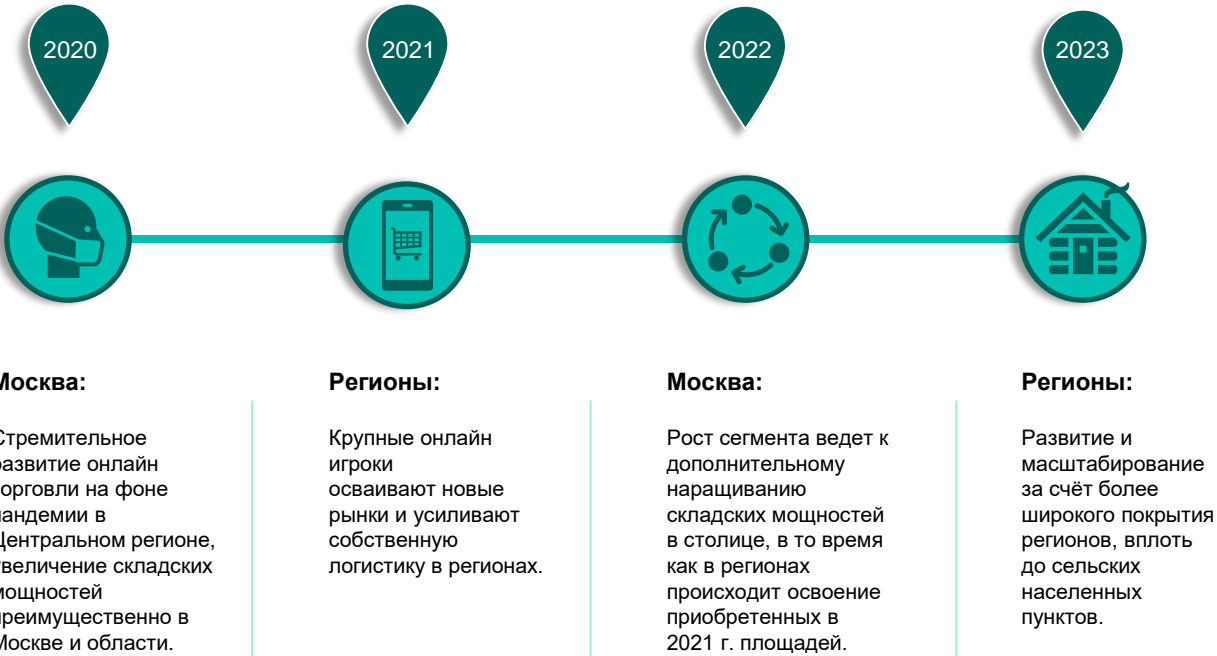 2020
2021
2022
2023
Москва:
Стремительное
развитие онлайн
торговли на фоне
пандемии в
Центральном регионе,
увеличение складских
мощностей
преимущественно в
Москве и области.
Регионы:
Крупные онлайн
игроки
осваивают новые
рынки и усиливают
собственную
логистику в регионах.
Москва:
Рост сегмента ведет к
дополнительному
наращиванию
складских мощностей
в столице, в то время
как в регионах
происходит освоение
приобретенных в
2021 г. площадей.
Регионы:
Развитие и
масштабирование
за счёт более
широкого покрытия
регионов, вплоть
до сельских
населенных
пунктов.